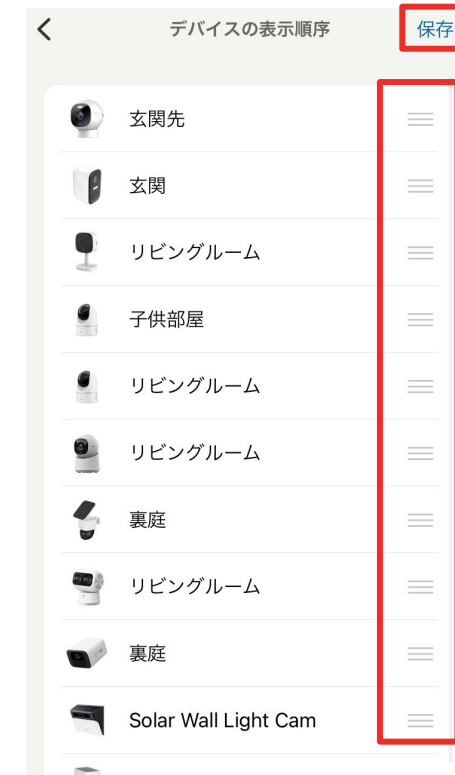 デバイスの表示順序
保存
玄関先
玄関
リビングルーム
子供部屋
リビングルーム
リビングルーム
裏庭
リビングルーム
裏庭
Solar Wall Light Cam